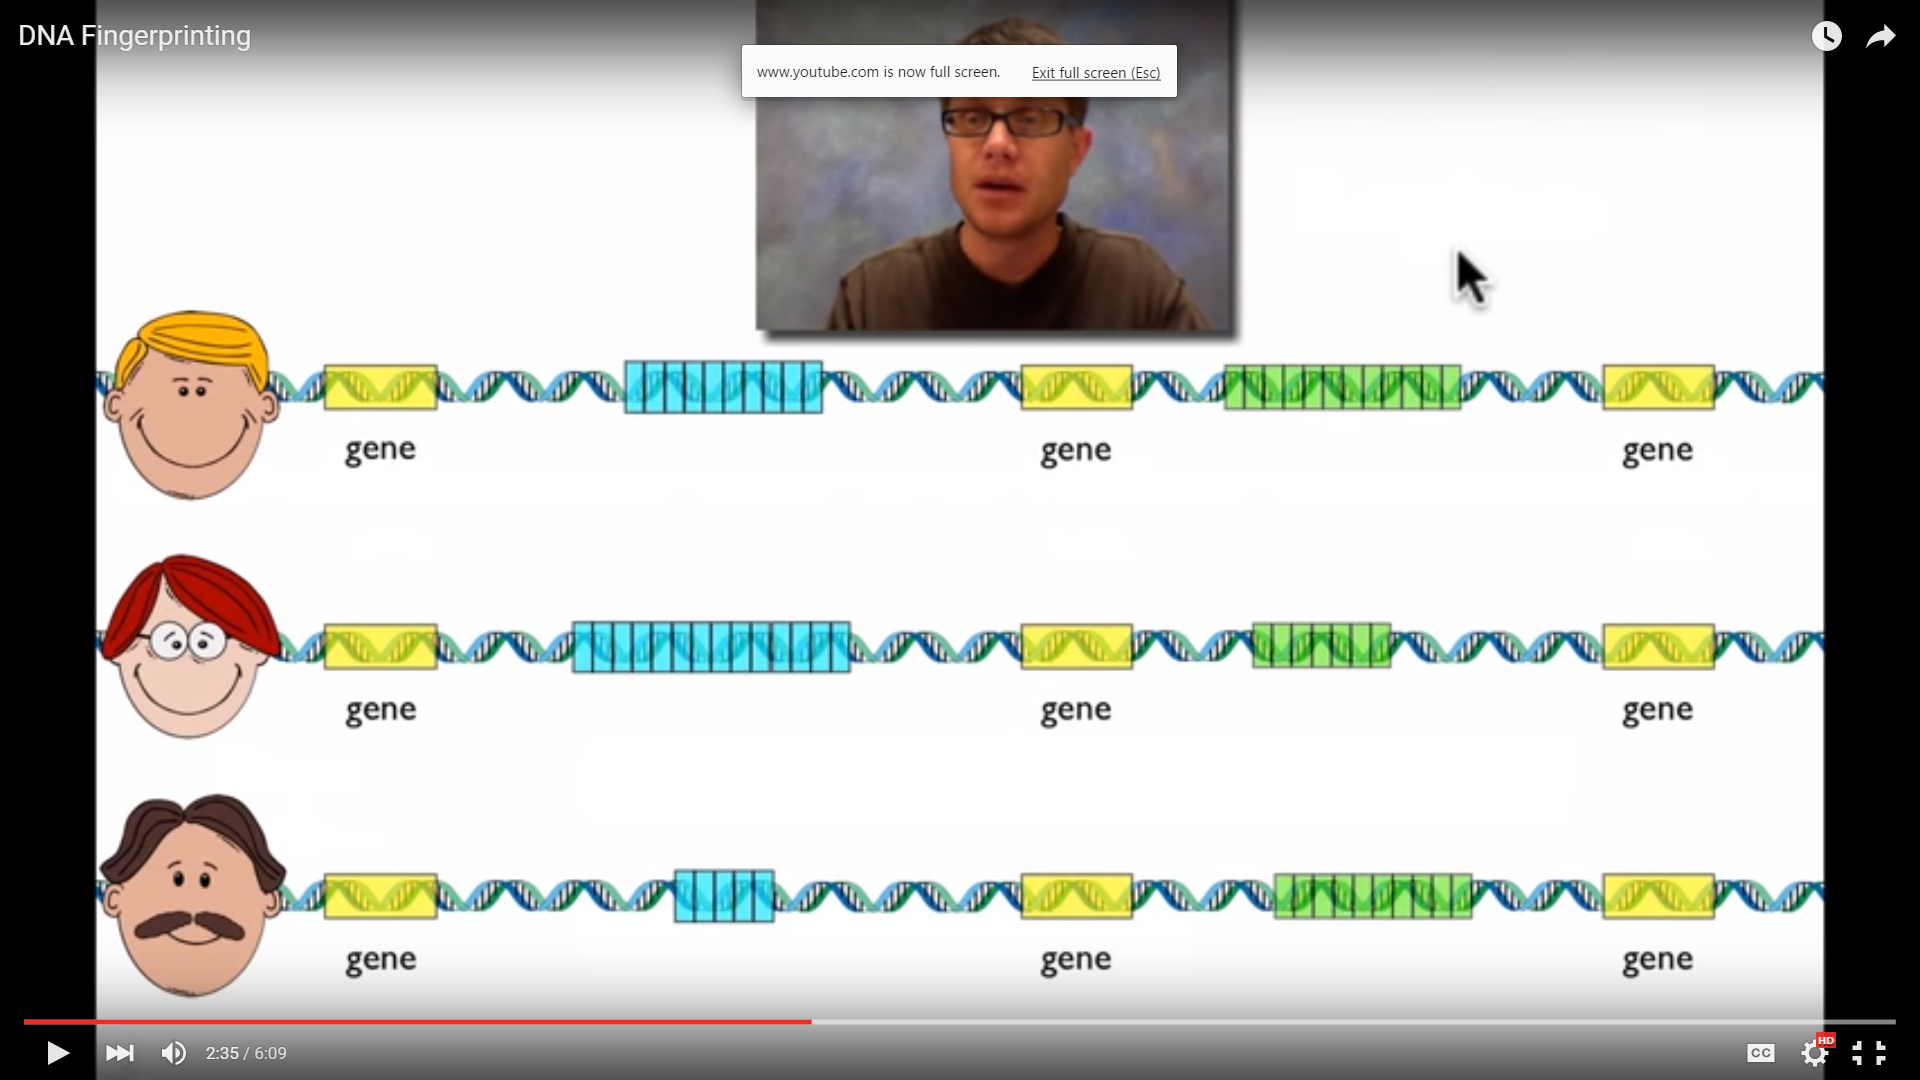 DNA Fingerprinting
www.youtube.com is now full screen. Exit full screen (Esc)
gene gene gene
gene gene gene
gene gene gene
2:35 / 6:09
CC
HD